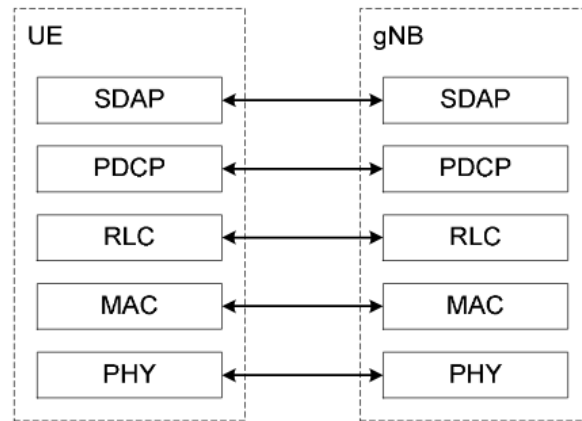 UE gNB
SDAP SDAP
PDCP PDCP
RLC RLC
MAC MAC
PHY PHY